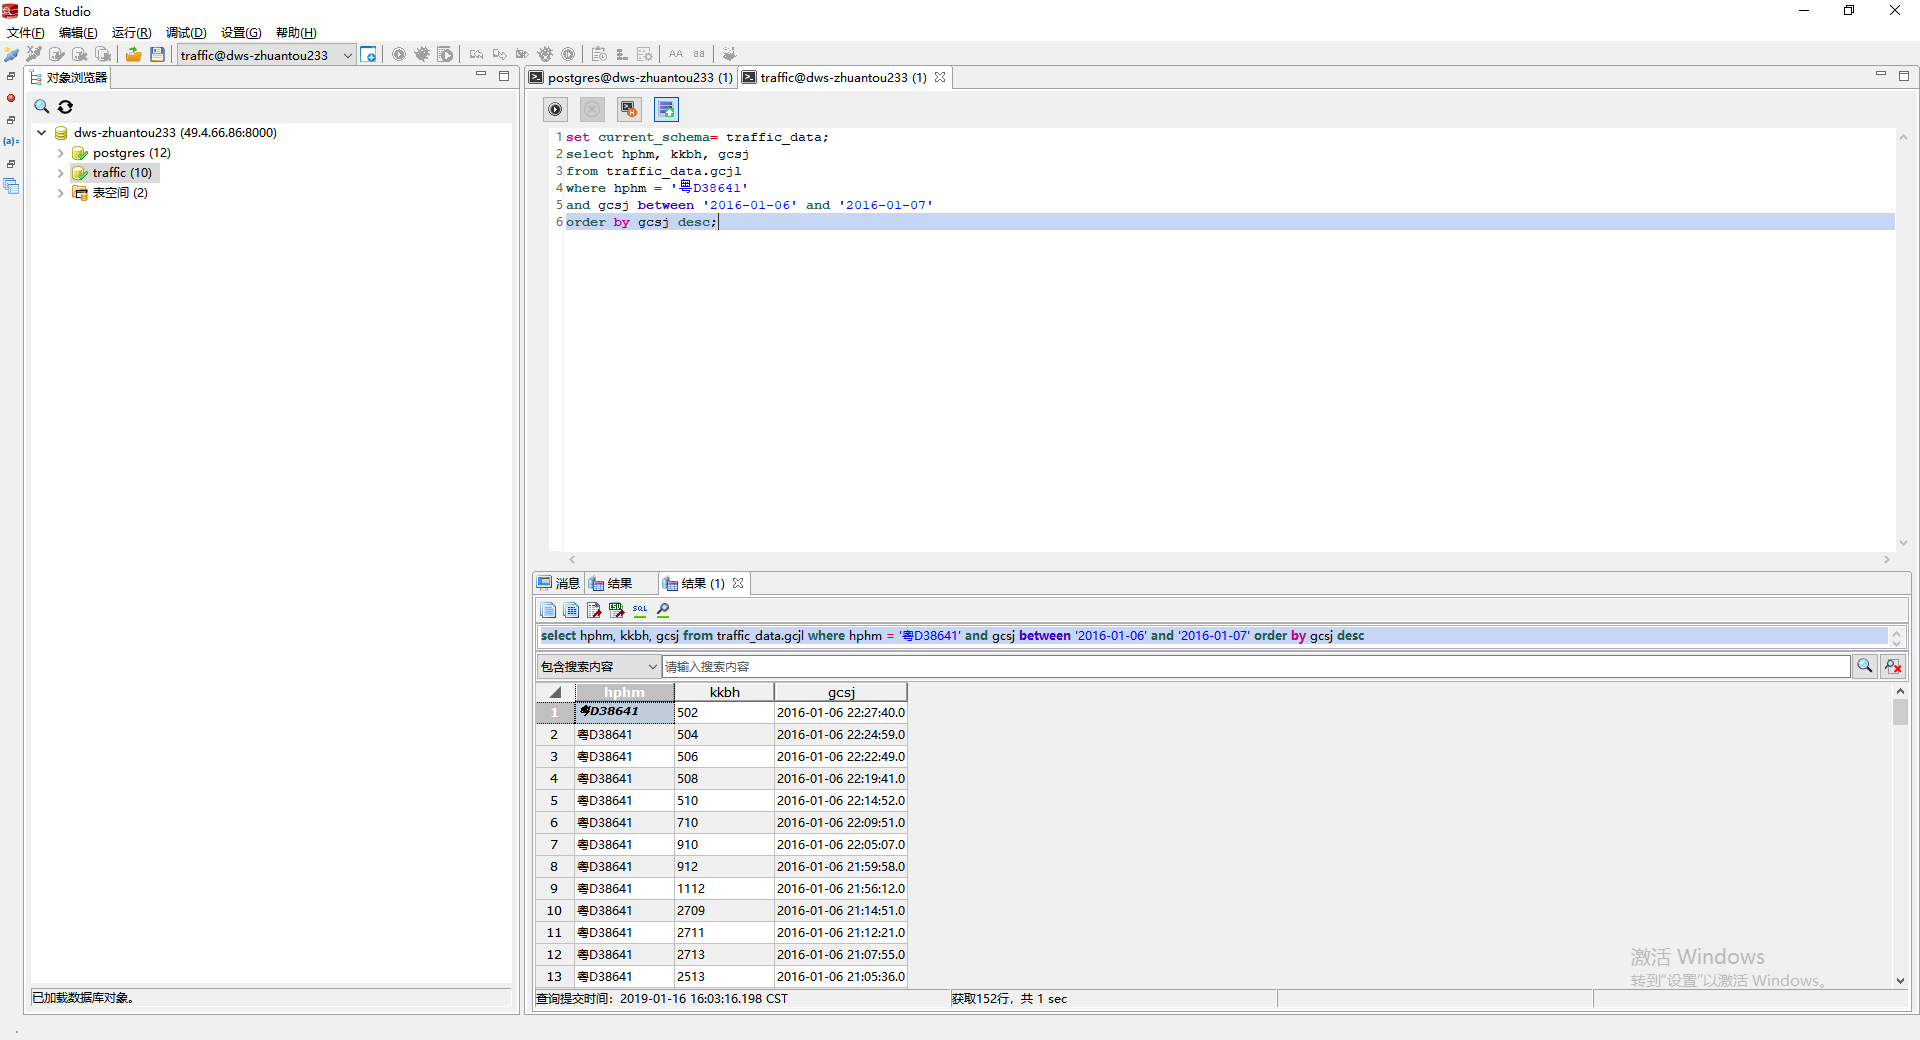 Data Studio
文件(F) 编辑(E) 运行(R) 调试(D) 设置(G) 帮助(H)
traffic@dws-zhuantou233
AA aa
对象浏览器
(a)=
dws-zhuantou233 (49.4.66.86:8000)
postgres (12)
traffic (10)
表空间 (2)
已加载数据库对象。
postgres@dws-zhuantou233 (1) traffic@dws-zhuantou233 (1)
1 set current_schema= traffic_data;
2 select hphm, kkbh, gcsj
3 from traffic_data.gcjl
4 where hphm = '粤D38641'
5 and gcsj between '2016-01-06' and '2016-01-07'
6 order by gcsj desc;
消息 结果 结果 (1)
SQL
select hphm, kkbh, gcsj from traffic_data.gcjl where hphm = '粤D38641' and gcsj between '2016-01-06' and '2016-01-07' order by gcsj desc
包含搜索内容 请输入搜索内容
hphm kkbh gcsj
1 粤D38641 502 2016-01-06 22:27:40.0
2 粤D38641 504 2016-01-06 22:24:59.0
3 粤D38641 506 2016-01-06 22:22:49.0
4 粤D38641 508 2016-01-06 22:19:41.0
5 粤D38641 510 2016-01-06 22:14:52.0
6 粤D38641 710 2016-01-06 22:09:51.0
7 粤D38641 910 2016-01-06 22:05:07.0
8 粤D38641 912 2016-01-06 21:59:58.0
9 粤D38641 1112 2016-01-06 21:56:12.0
10 粤D38641 2709 2016-01-06 21:14:51.0
11 粤D38641 2711 2016-01-06 21:12:21.0
12 粤D38641 2713 2016-01-06 21:07:55.0
13 粤D38641 2513 2016-01-06 21:05:36.0
激活 Windows
转到"设置"以激活 Windows。
查询提交时间：2019-01-16 16:03:16.198 CST 获取152行，共 1 sec